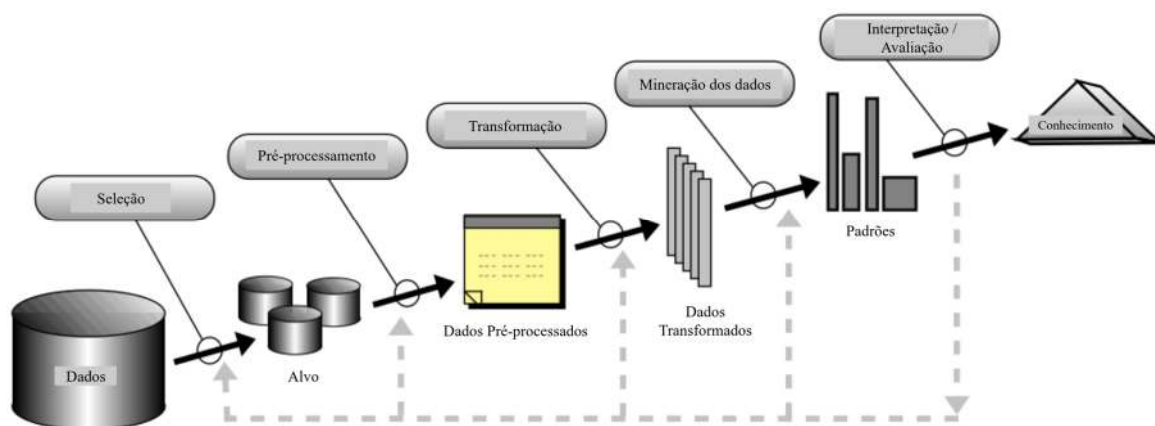 Interpretação /
Avaliação
Mineração dos dados
Conhecimento
Transformação
Pré-processamento
Seleção
Padrões
Dados
Transformados
Dados Pré-processados
Alvo
Dados